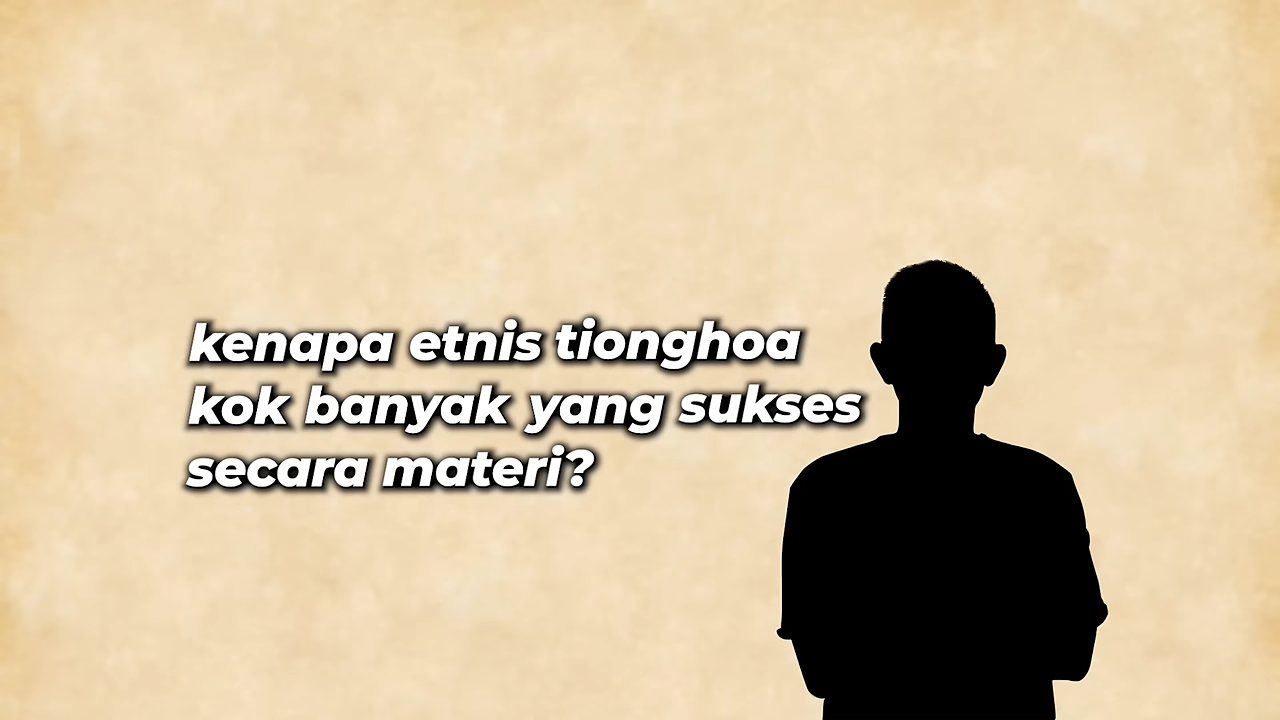 kenapa etnis tionghoa
kok banyak yang sukses
secara materi?